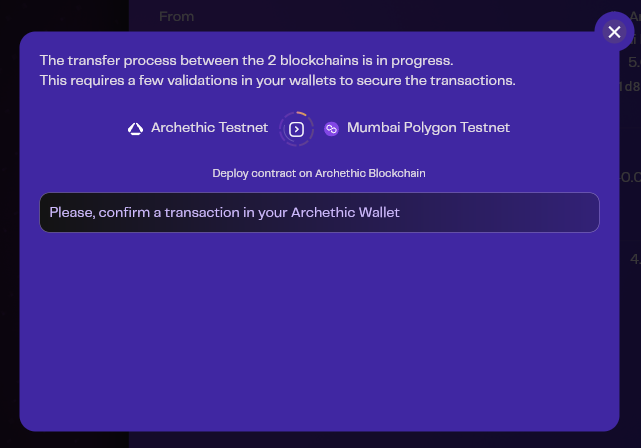 From
The transfer process between the 2 blockchains is in progress.
This requires a few validations in your wallets to secure the transactions.
Archethic Testnet
Mumbai Polygon Testnet
Deploy contract on Archethic Blockchain
Please, confirm a transaction in your Archethic Wallet